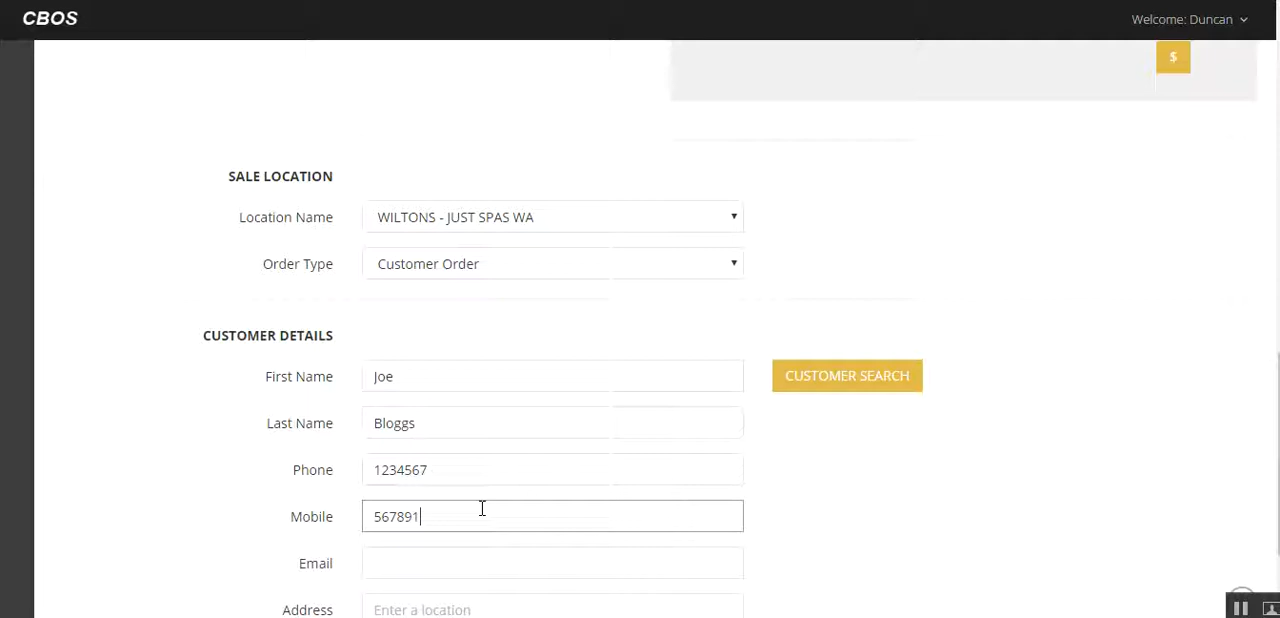 CBOS
Welcome: Duncan
$
SALE LOCATION
Location Name WILTONS - JUST SPAS WA
Order Type Customer Order
CUSTOMER DETAILS
First Name Joe CUSTOMER SEARCH
Last Name Bloggs
Phone 1234567
Mobile 567891
Email
Address Enter a location